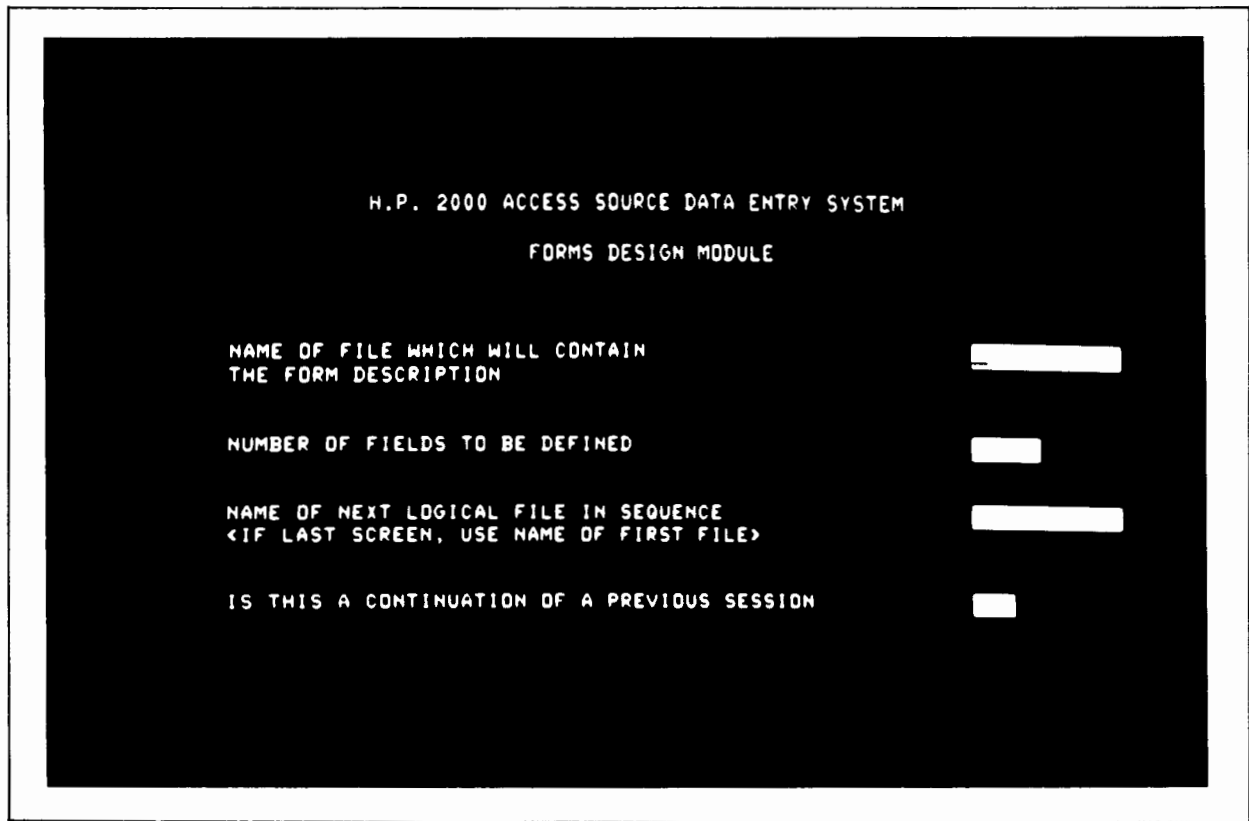 H.P. 2000 ACCESS SOURCE DATA ENTRY SYSTEM
FORMS DESIGN MODULE
NAME OF FILE WHICH WILL CONTAIN
THE FORM DESCRIPTION
NUMBER OF FIELDS TO BE DEFINED
NAME OF NEXT LOGICAL FILE IN SEQUENCE
<IF LAST SCREEN, USE NAME OF FIRST FILE>
IS THIS A CONTINUATION OF A PREVIOUS SESSION